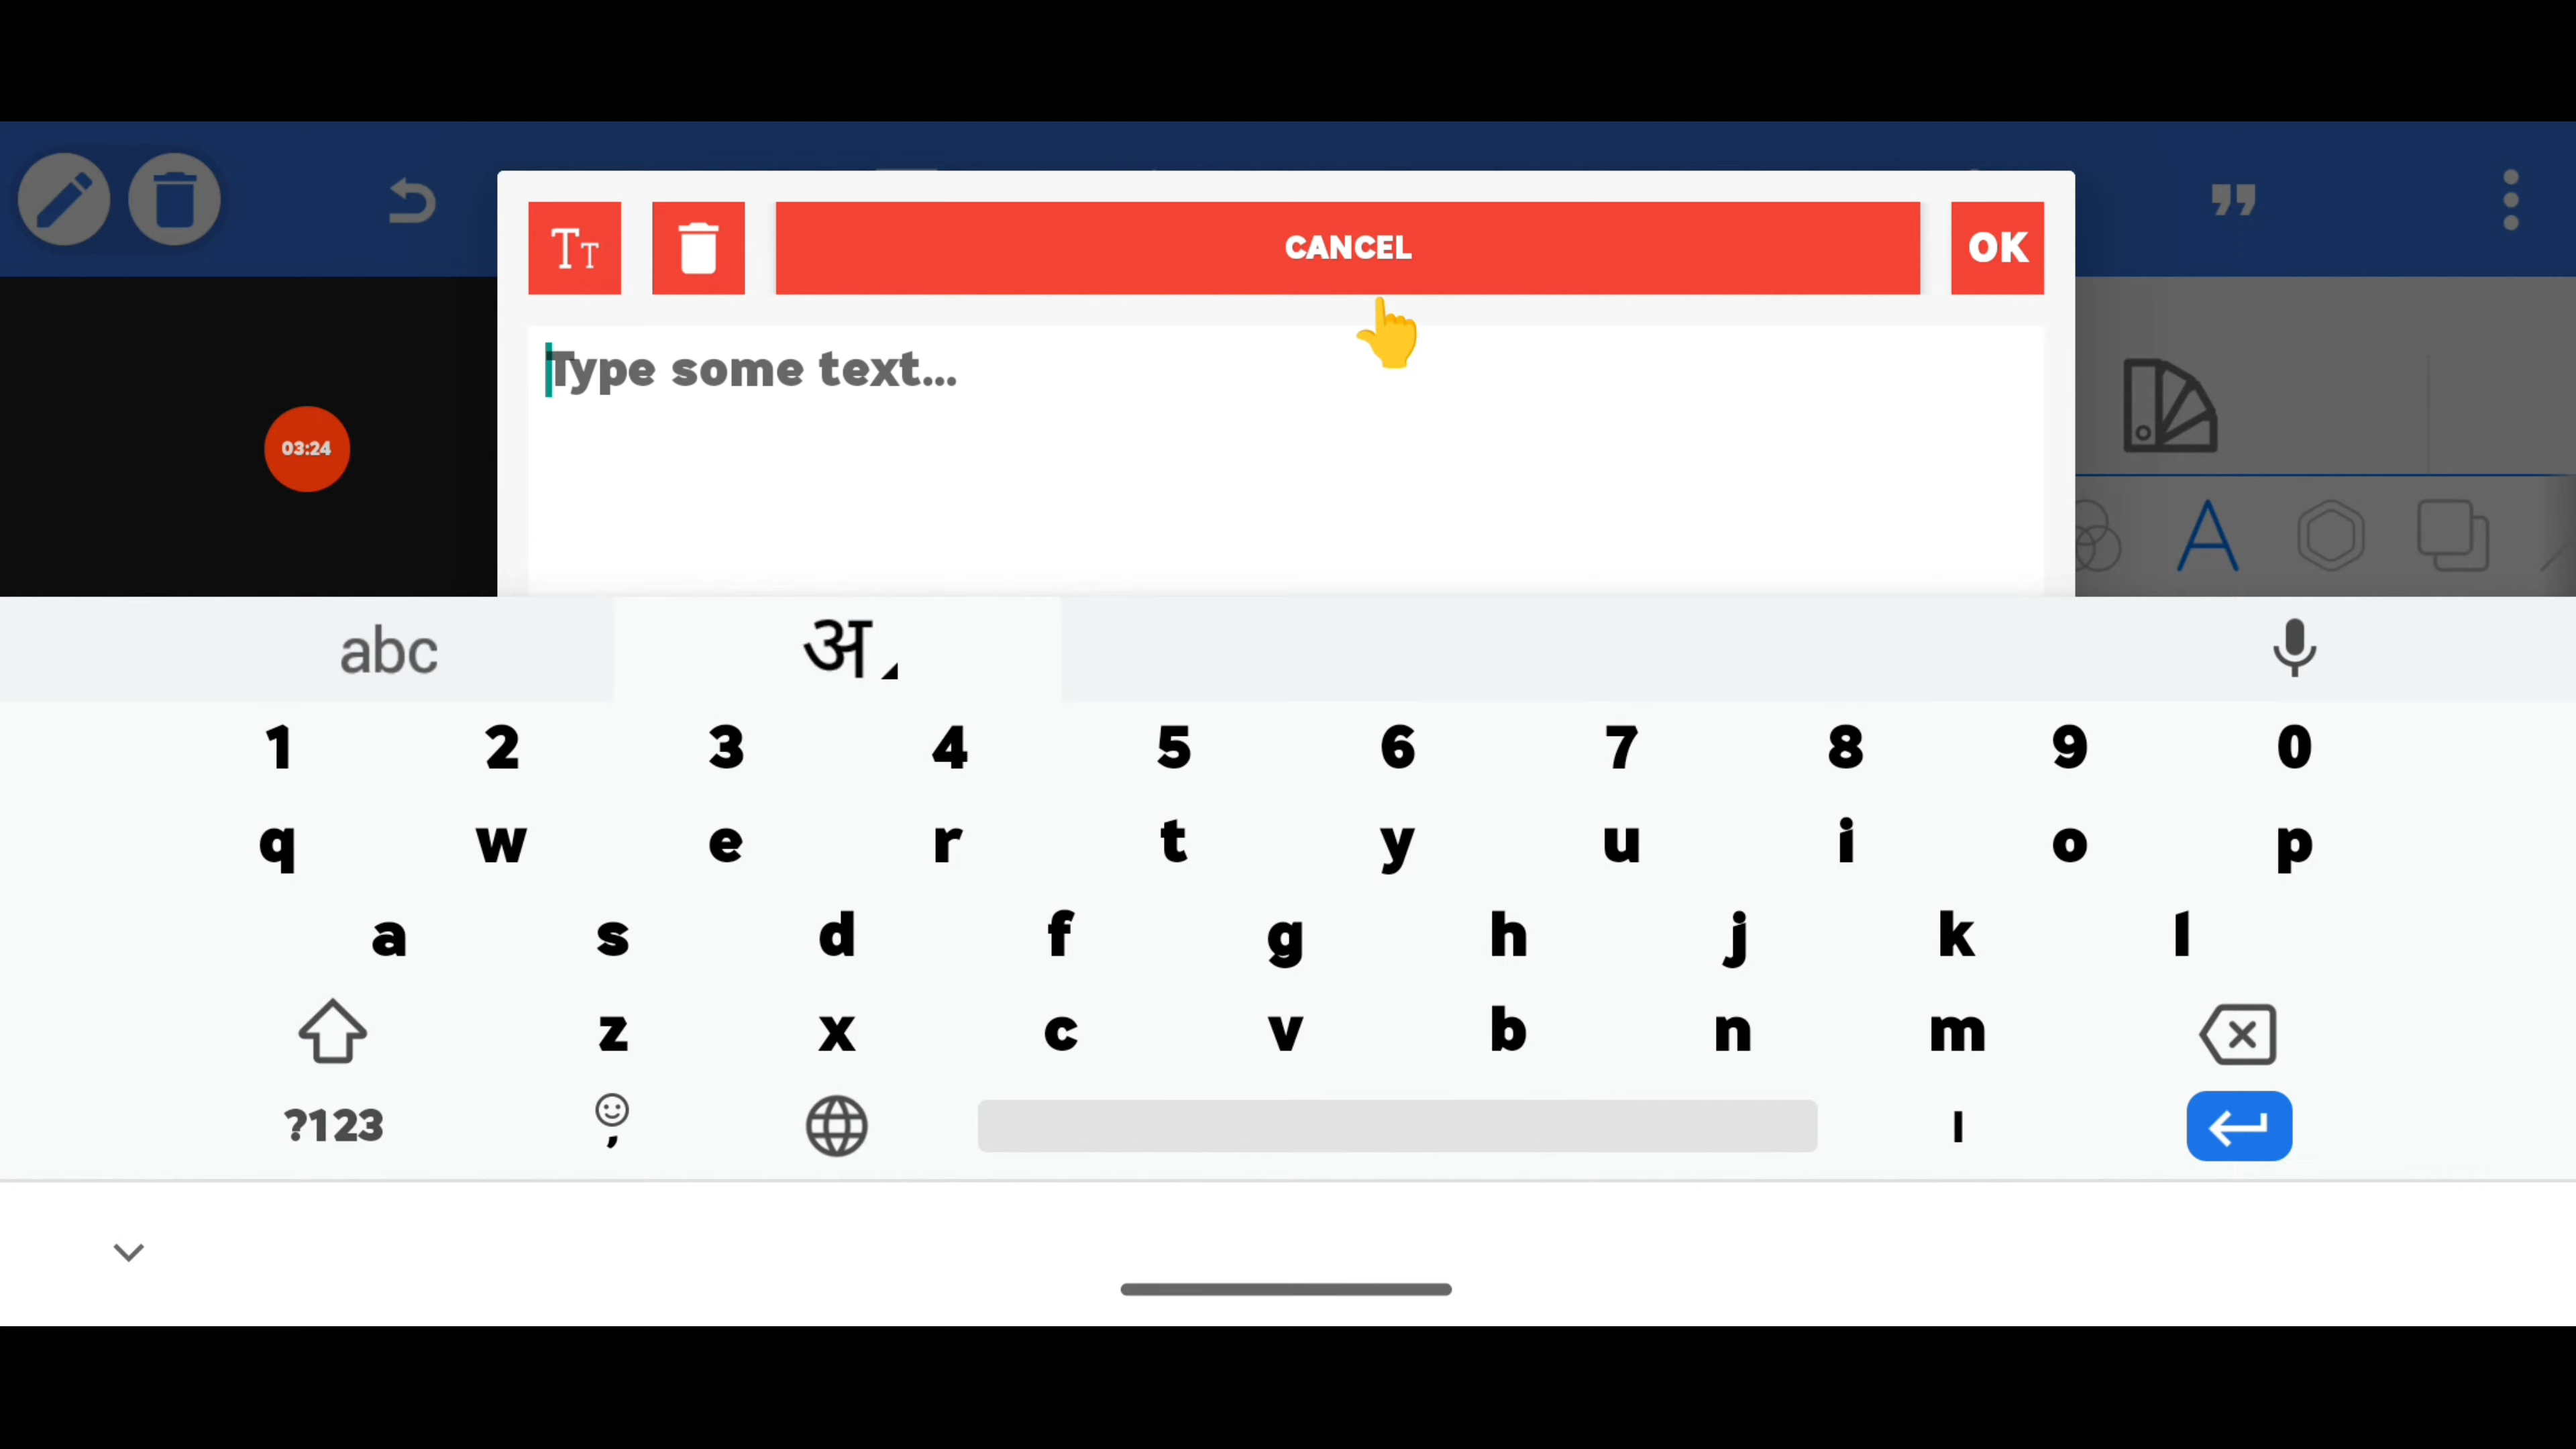 TT
CANCEL
OK
Type some text...
03:24
A
abc
अ
1 2 3 4 5 6 7 8 9 0
q w e r t y u i o p
a s d f g h j k l
z x c v b n m
?123 , ।